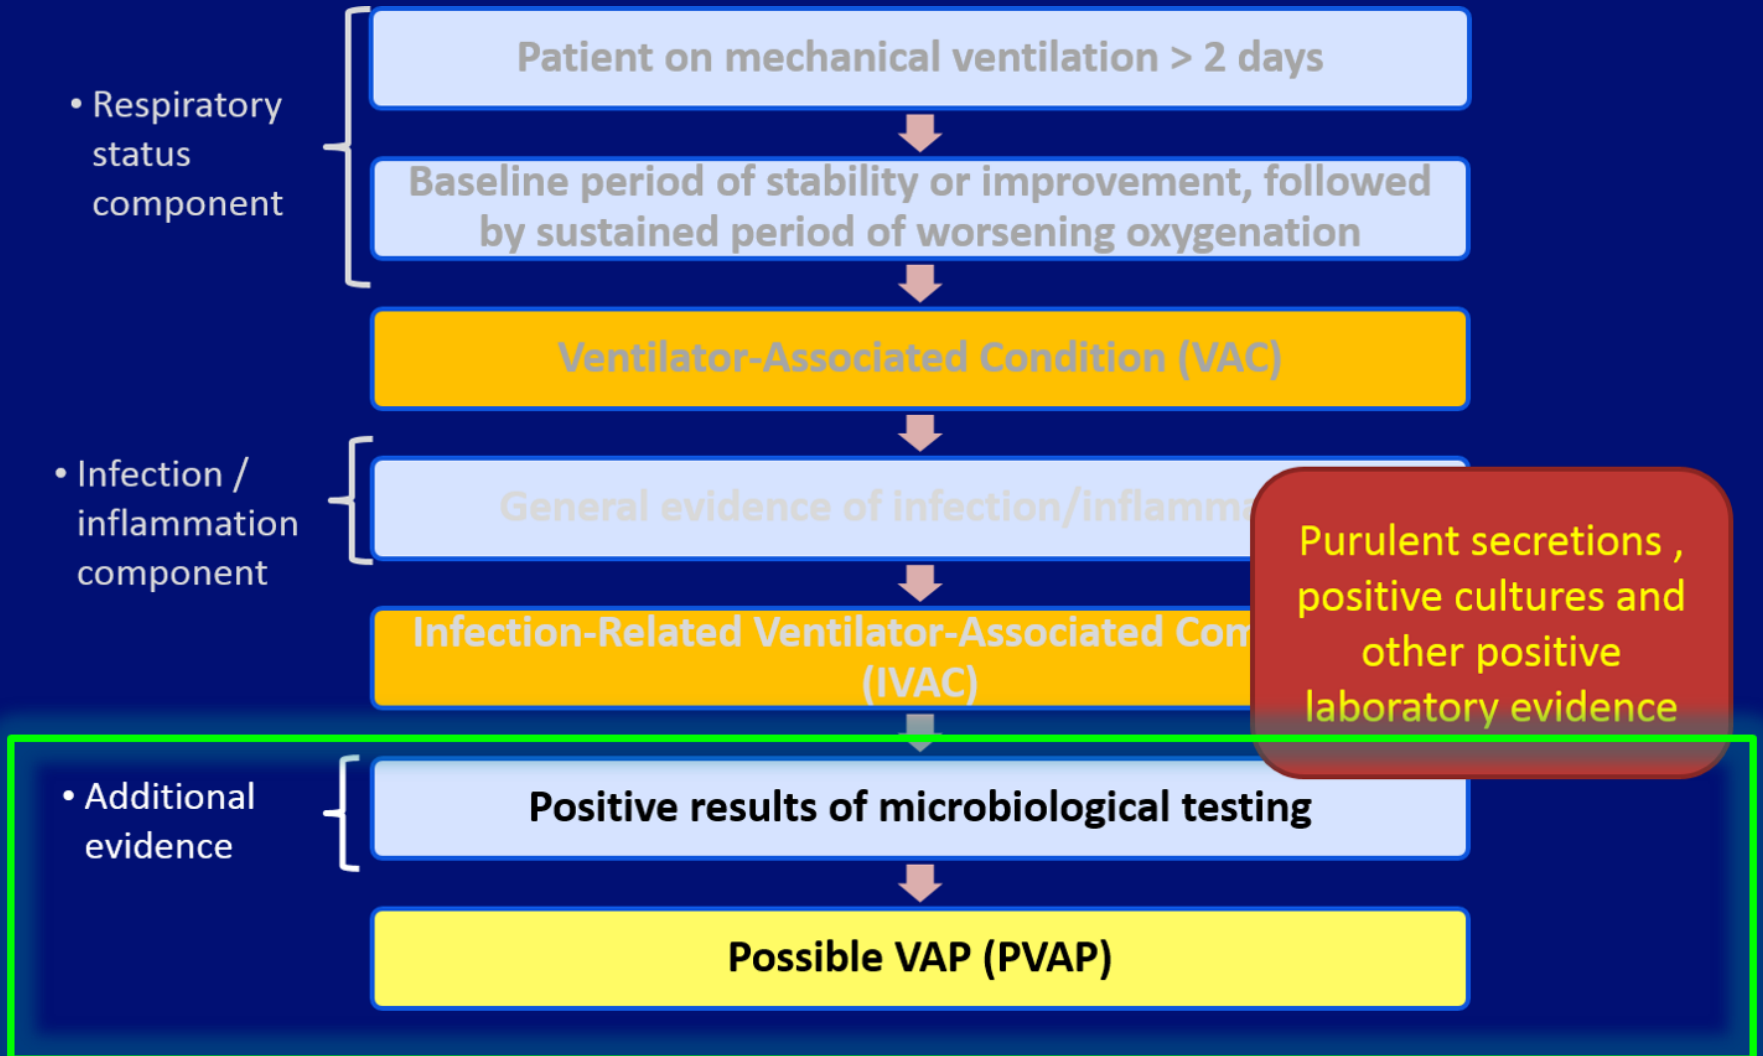 Patient on mechanical ventilation > 2 days
• Respiratory
status
component
Baseline period of stability or improvement, followed
by sustained period of worsening oxygenation
Ventilator-Associated Condition (VAC)
• Infection /
inflammation
component
General evidence of infection/inflamma
Infection-Related Ventilator-Associated Com
(IVAC)
Purulent secretions ,
positive cultures and
other positive
laboratory evidence
• Additional
evidence
Positive results of microbiological testing
Possible VAP (PVAP)